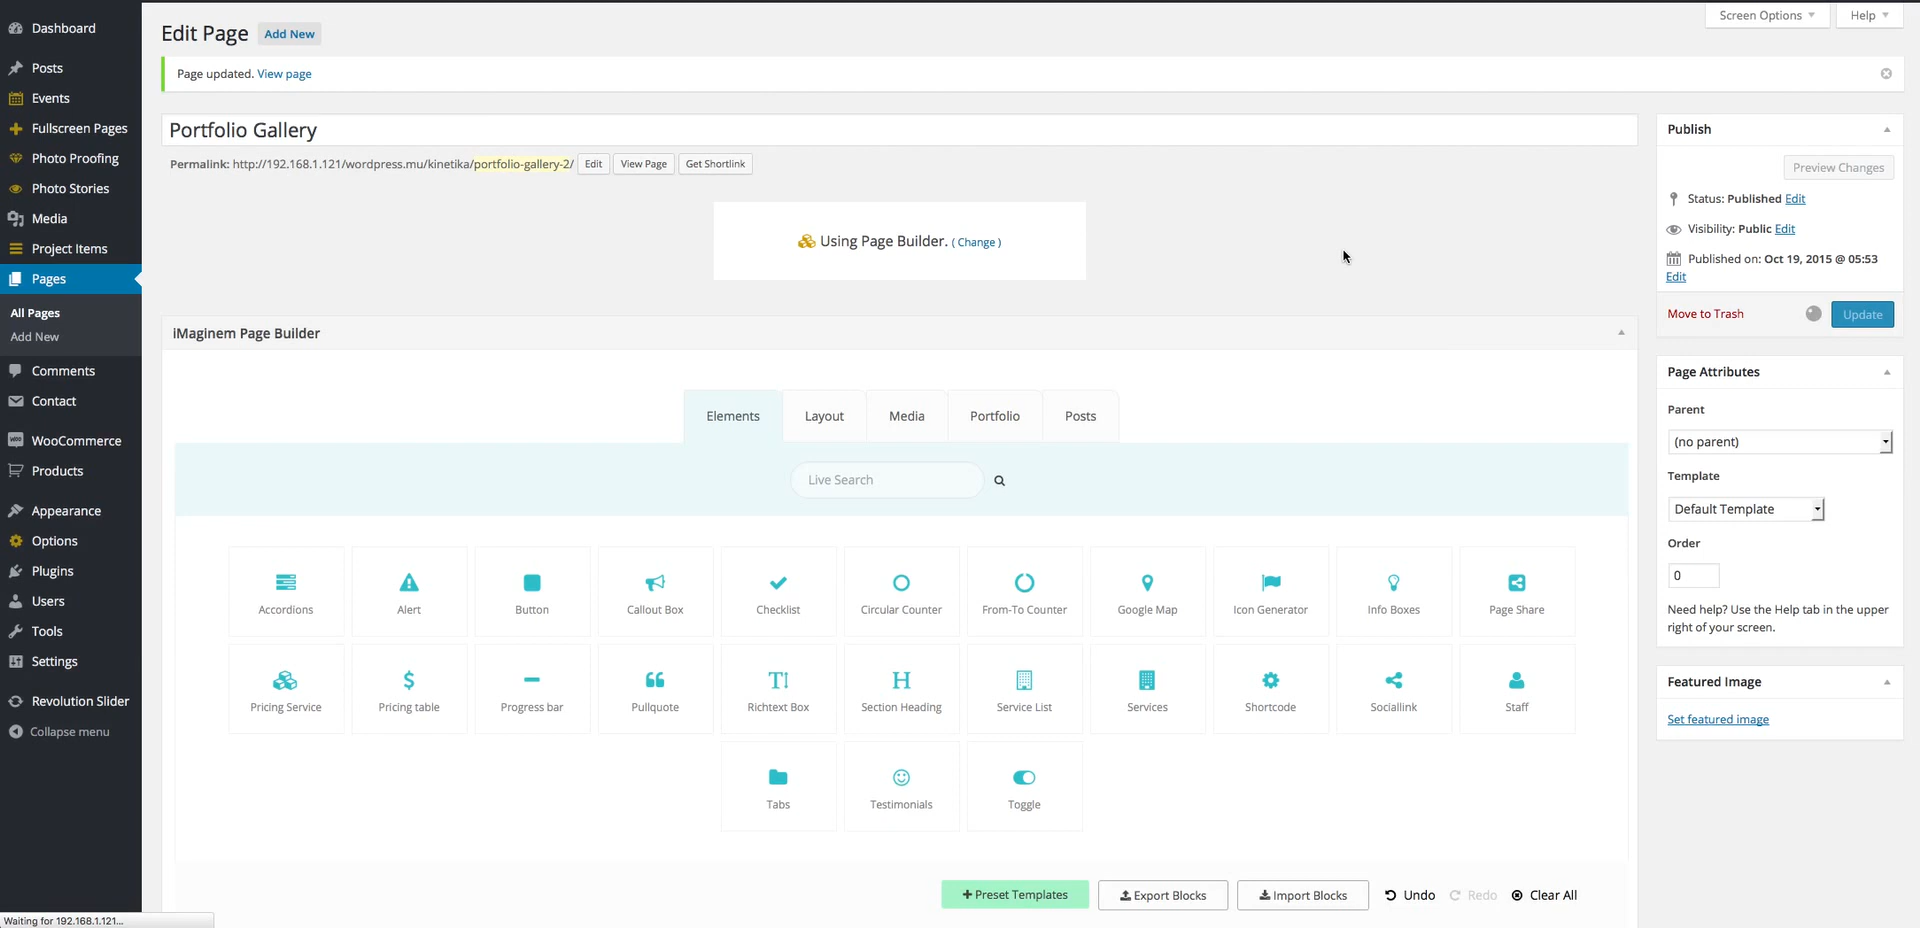 Dashboard
Posts
Events
Fullscreen Pages
Photo Proofing
Photo Stories
Media
Project Items
Pages
All Pages
Add New
Comments
Contact
WooCommerce
Products
Appearance
Options
Plugins
Users
Tools
Settings
Revolution Slider
Collapse menu
Waiting for 192.168.1.121...
Screen Options
Help
Edit Page Add New
Page updated. View page
Portfolio Gallery
Permalink: http://192.168.1.121/wordpress.mu/kinetika/portfolio-gallery-2/ Edit View Page Get Shortlink
Using Page Builder. ( Change )
iMaginem Page Builder
Elements Layout Media Portfolio Posts
Live Search
Accordions Alert Button Callout Box Checklist Circular Counter From-To Counter Google Map Icon Generator Info Boxes Page Share
Pricing Service Pricing table Progress bar Pullquote Richtext Box Section Heading Service List Services Shortcode Sociallink Staff
Tabs Testimonials Toggle
+ Preset Templates Export Blocks Import Blocks Undo Redo Clear All
Publish
Preview Changes
Status: Published Edit
Visibility: Public Edit
Published on: Oct 19, 2015 @ 05:53
Edit
Move to Trash Update
Page Attributes
Parent
(no parent)
Template
Default Template
Order
0
Need help? Use the Help tab in the upper
right of your screen.
Featured Image
Set featured image